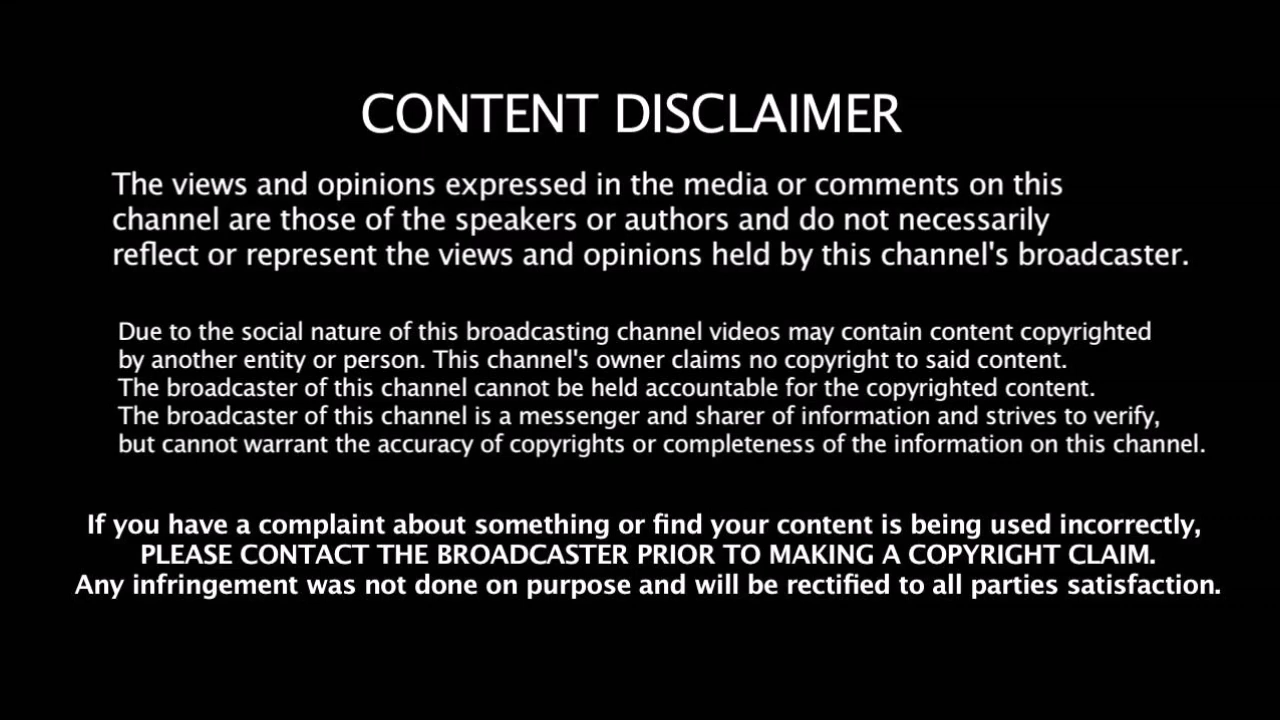 CONTENT DISCLAIMER
The views and opinions expressed in the media or comments on this
channel are those of the speakers or authors and do not necessarily
reflect or represent the views and opinions held by this channel's broadcaster.
Due to the social nature of this broadcasting channel videos may contain content copyrighted
by another entity or person. This channel's owner claims no copyright to said content.
The broadcaster of this channel cannot be held accountable for the copyrighted content.
The broadcaster of this channel is a messenger and sharer of information and strives to verify,
but cannot warrant the accuracy of copyrights or completeness of the information on this channel.
If you have a complaint about something or find your content is being used incorrectly,
PLEASE CONTACT THE BROADCASTER PRIOR TO MAKING A COPYRIGHT CLAIM.
Any infringement was not done on purpose and will be rectified to all parties satisfaction.